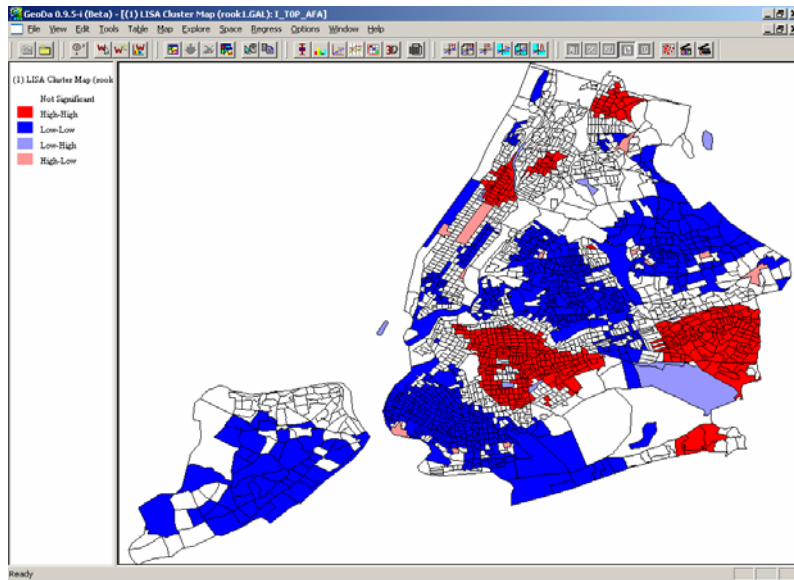 GeoDa 0.9.5-i (Beta) - [(1) LISA Cluster Map (rook1.GAL): I_TOP_AFA]
File View Edit Tools Table Map Explore Space Regress Options Window Help
3D
(1) LISA Cluster Map (rook
Not Significant
High-High
Low-Low
Low-High
High-Low
Ready